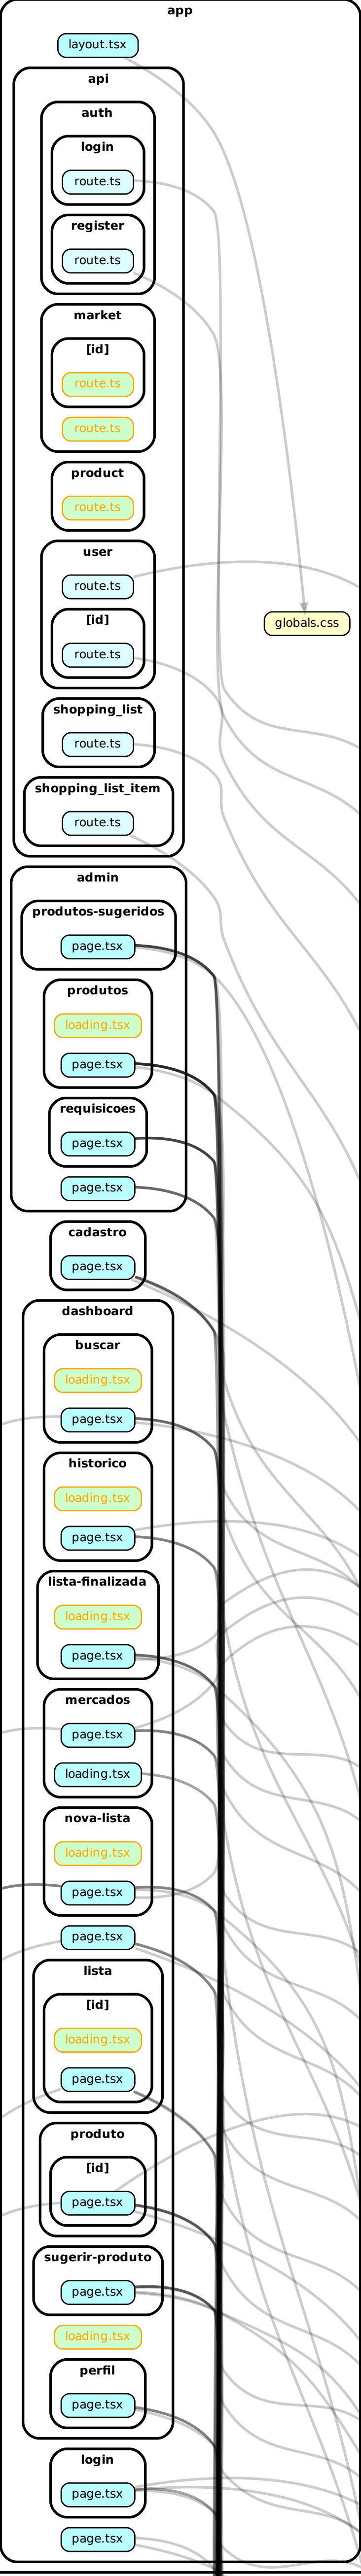 app
layout.tsx
api
auth
login
route.ts
register
route.ts
market
[id]
route.ts
route.ts
product
route.ts
user
route.ts
[id]
globals.css
route.ts
shopping_list
route.ts
shopping_list_item
route.ts
admin
produtos-sugeridos
page.tsx
produtos
loading.tsx
page.tsx
requisicoes
page.tsx
page.tsx
cadastro
page.tsx
dashboard
buscar
loading.tsx
page.tsx
historico
loading.tsx
page.tsx
lista-finalizada
loading.tsx
page.tsx
mercados
page.tsx
loading.tsx
nova-lista
loading.tsx
page.tsx
page.tsx
lista
[id]
loading.tsx
page.tsx
produto
[id]
page.tsx
sugerir-produto
page.tsx
loading.tsx
perfil
page.tsx
login
page.tsx
page.tsx